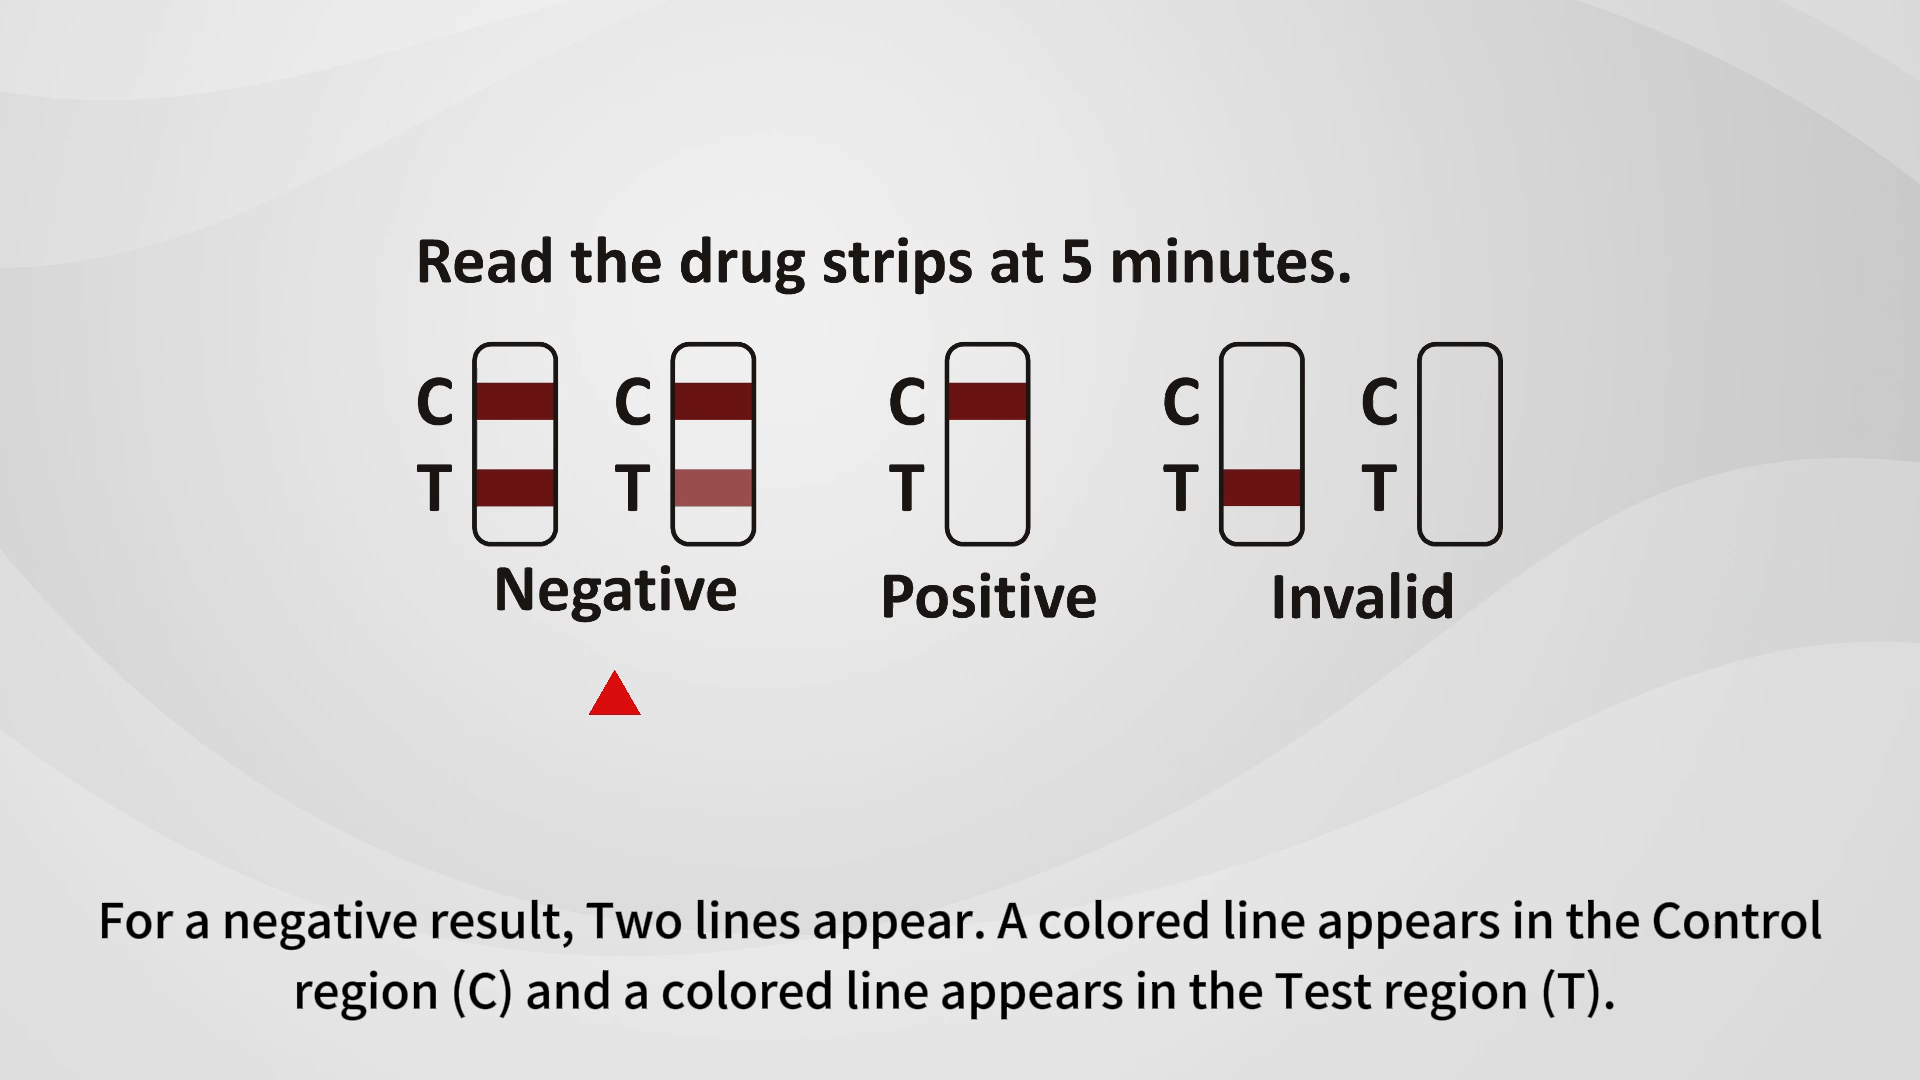 Read the drug strips at 5 minutes.
C C C C C
T T T T T
Negative Positive Invalid
For a negative result, Two lines appear. A colored line appears in the Control
region (C) and a colored line appears in the Test region (T).